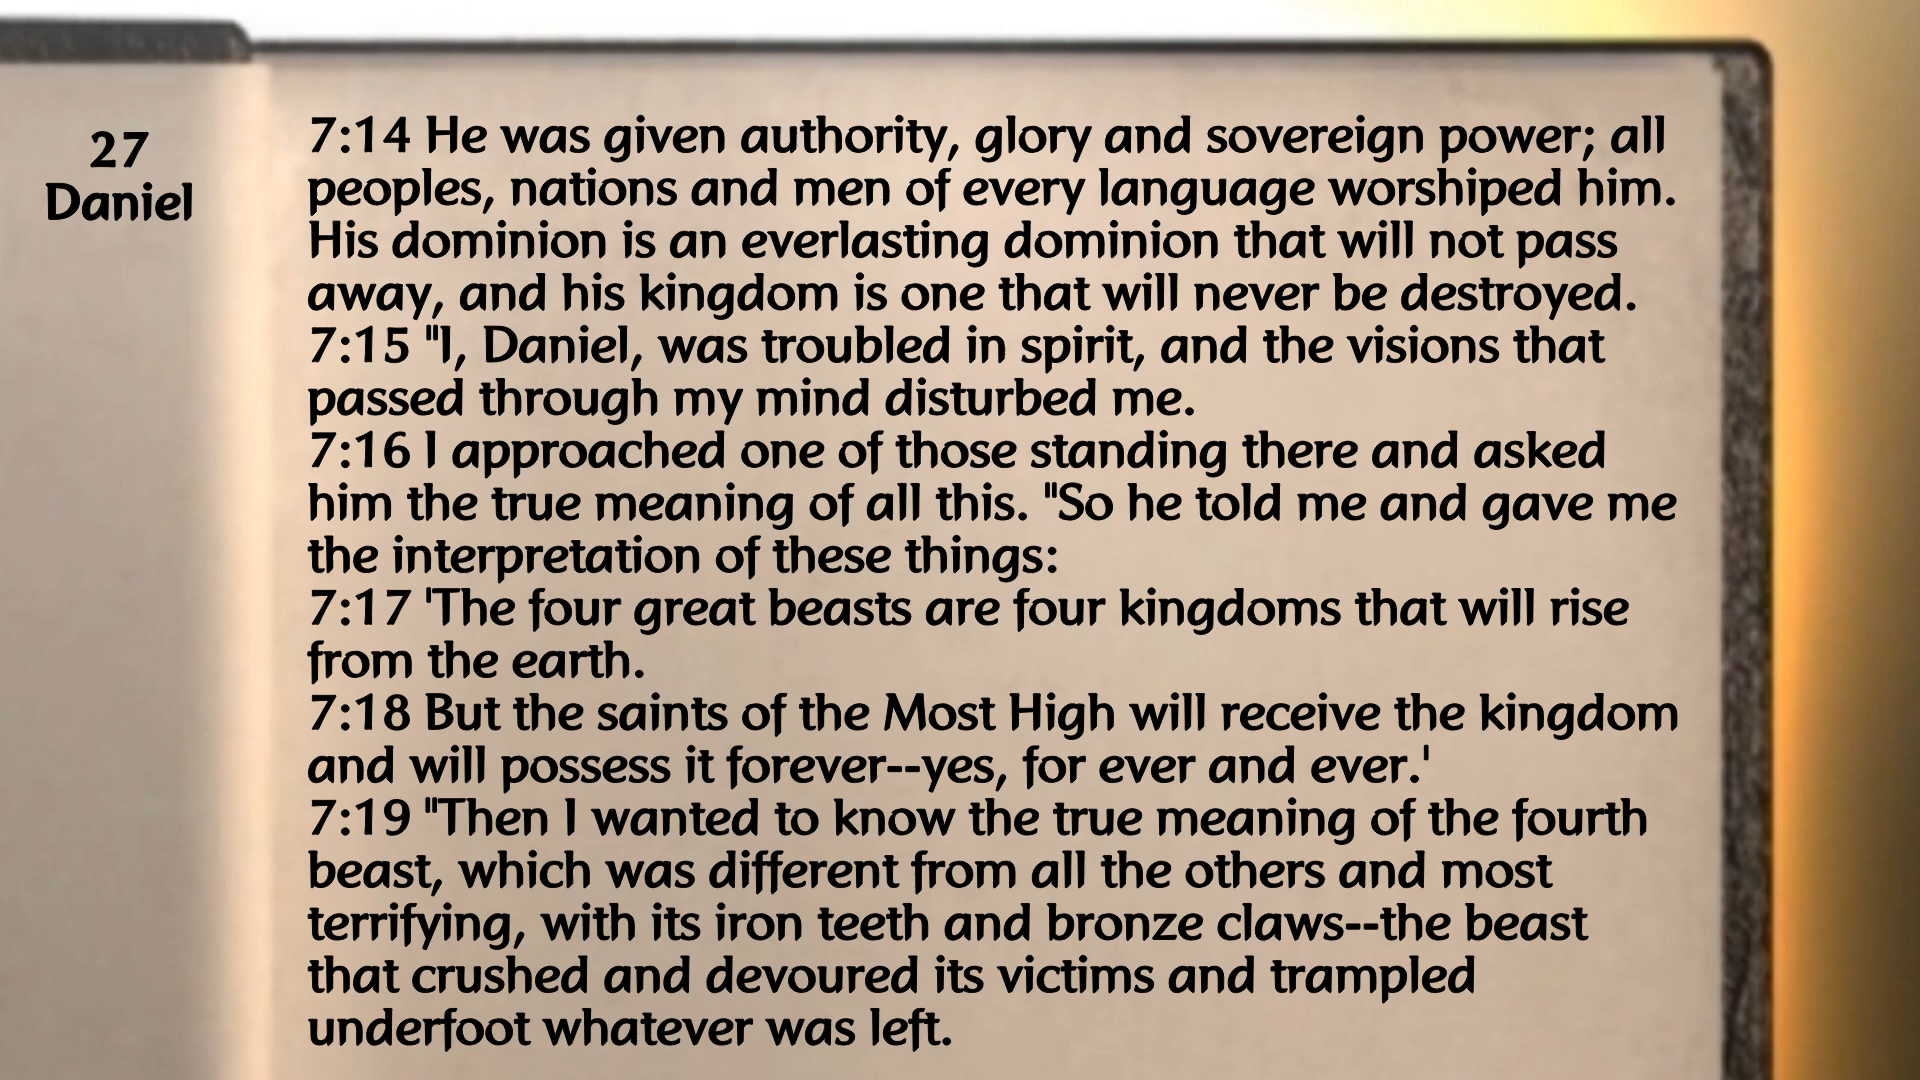 27
Daniel
7:14 He was given authority, glory and sovereign power; all
peoples, nations and men of every language worshiped him.
His dominion is an everlasting dominion that will not pass
away, and his kingdom is one that will never be destroyed.
7:15 "I, Daniel, was troubled in spirit, and the visions that
passed through my mind disturbed me.
7:16 I approached one of those standing there and asked
him the true meaning of all this. "So he told me and gave me
the interpretation of these things:
7:17 'The four great beasts are four kingdoms that will rise
from the earth.
7:18 But the saints of the Most High will receive the kingdom
and will possess it forever--yes, for ever and ever.'
7:19 "Then I wanted to know the true meaning of the fourth
beast, which was different from all the others and most
terrifying, with its iron teeth and bronze claws--the beast
that crushed and devoured its victims and trampled
underfoot whatever was left.